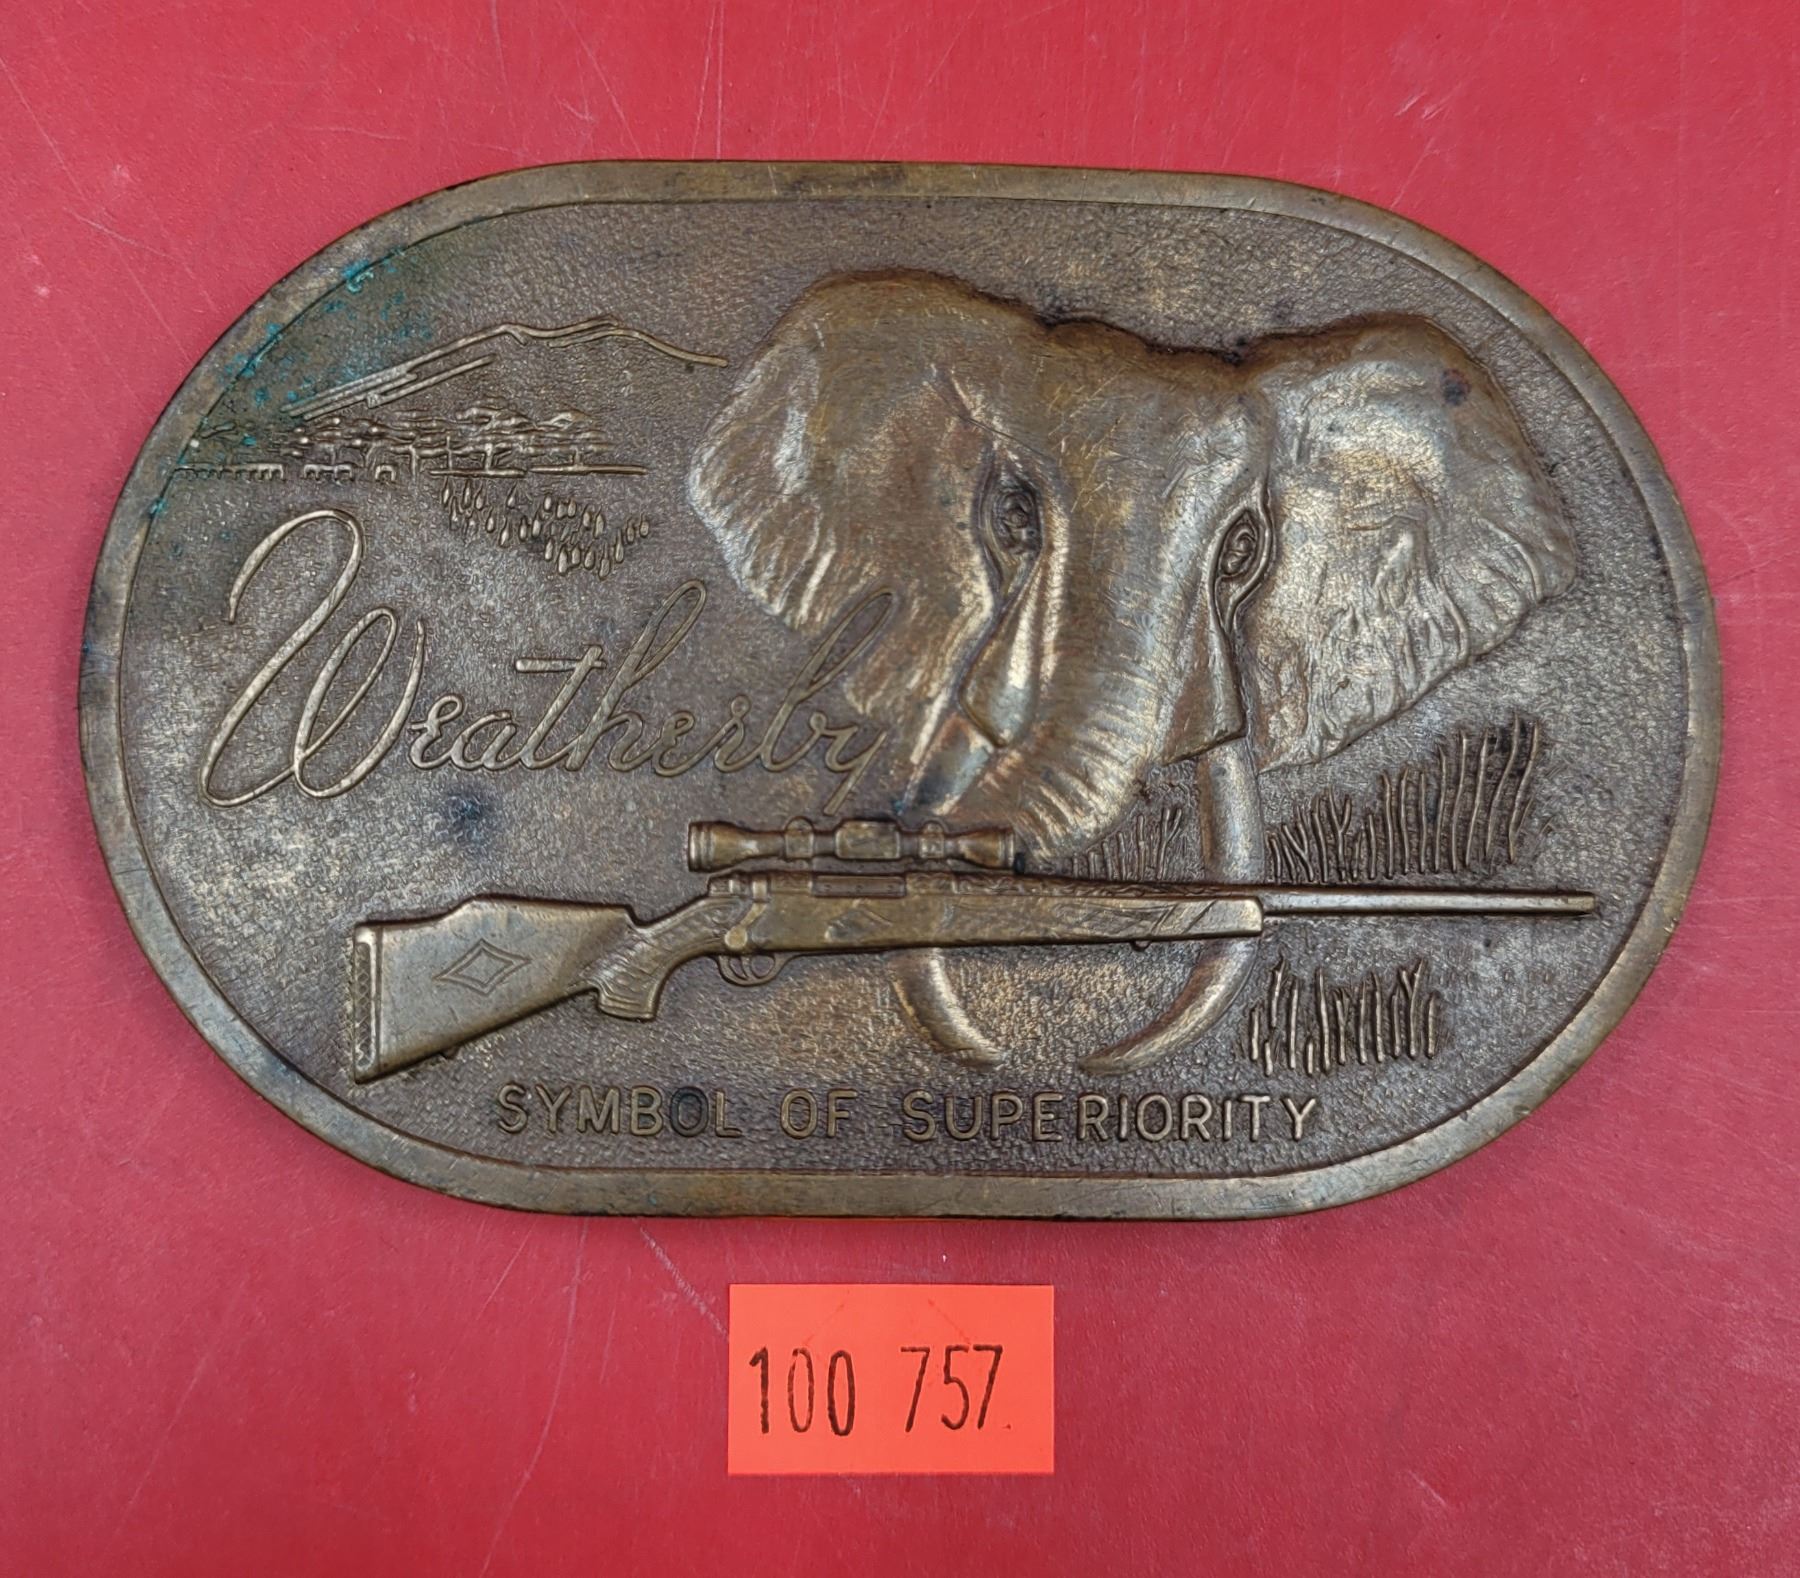 Weatherby
SYMBOL OF SUPERIORITY
100 757